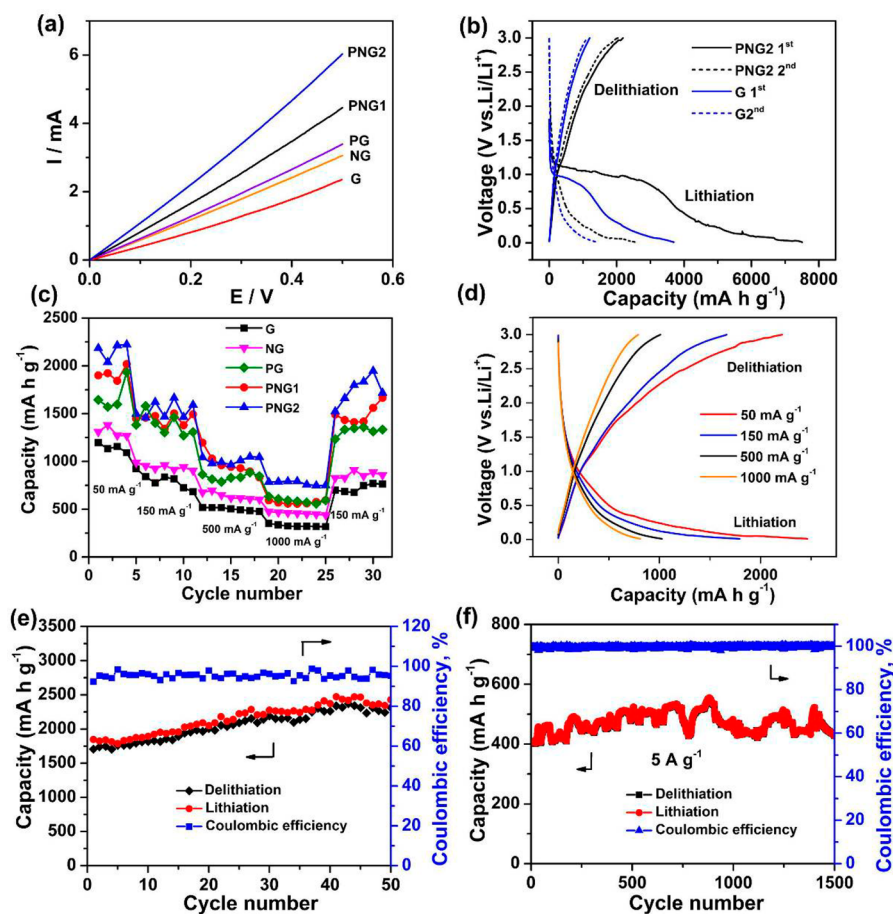 (a)
I / mA
6
4
2
0
PNG2
PNG1
PG
NG
G
0.0 0.2 0.4 0.6
E / V
(b)
Voltage (V vs.Li/Li+)
3.0
2.5
2.0
1.5
1.0
0.5
0.0
PNG2 1st
PNG2 2nd
G 1st
G2nd
Delithiation
Lithiation
0 2000 4000 6000 8000
Capacity (mA h g-1)
(c)
Capacity (mA h g-1)
2500
2000
1500
1000
500
0
G
NG
PG
PNG1
PNG2
50 mA g-1
150 mA g-1
500 mA g-1
1000 mA g-1
150 mA g-1
0 5 10 15 20 25 30
Cycle number
(d)
Voltage (V vs.Li/Li+)
3.0
2.0
1.0
0.0
Delithiation
50 mA g-1
150 mA g-1
500 mA g-1
1000 mA g-1
Lithiation
0 1000 2000
Capacity (mA h g-1)
(e)
Capacity (mA h g-1)
3500
3000
2500
2000
1500
1000
500
0
Delithiation
Lithiation
Coulombic efficiency
120
100
80
60
40
20
0
Coulombic efficiency, %
0 10 20 30 40 50
Cycle number
(f)
Capacity (mA h g-1)
800
600
400
200
0
5 A g-1
Delithiation
Lithiation
Coulombic efficiency
100
80
60
40
20
0
Coulombic efficiency, %
0 500 1000 1500
Cycle number